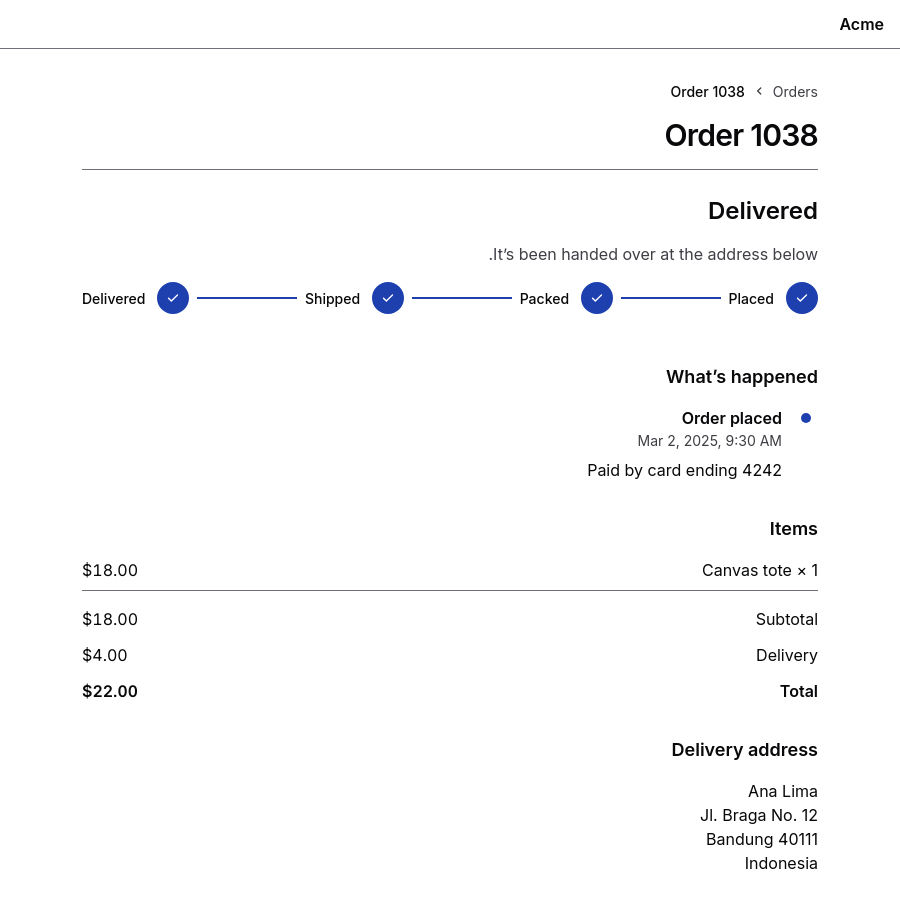 Acme
Orders
Order 1038
Order 1038
Delivered
It’s been handed over at the address below.
Placed
Packed
Shipped
Delivered
What’s happened
Order placed
Mar 2, 2025, 9:30 AM
Paid by card ending 4242
Items
Canvas tote × 1 $18.00
Subtotal $18.00
Delivery $4.00
Total $22.00
Delivery address
Ana Lima
Jl. Braga No. 12
Bandung 40111
Indonesia